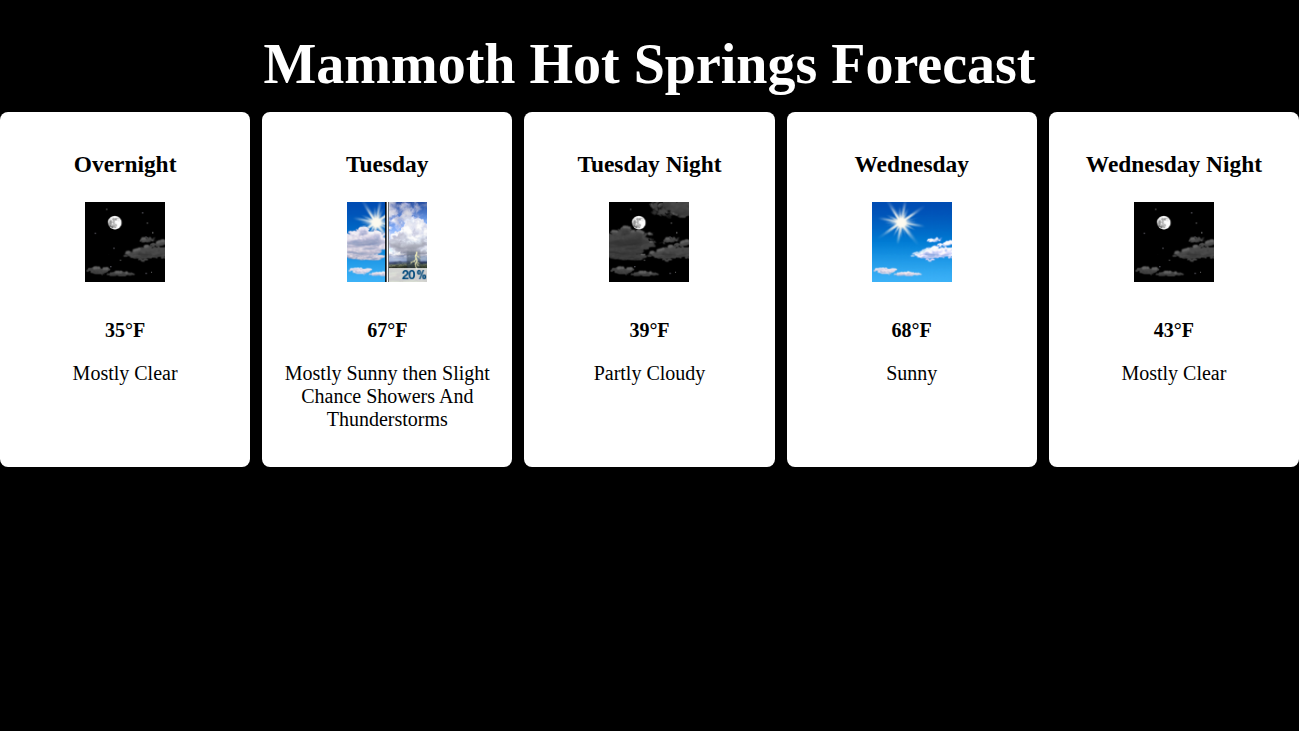 Mammoth Hot Springs Forecast
Overnight
35°F
Mostly Clear
Tuesday
20%
67°F
Mostly Sunny then Slight
Chance Showers And
Thunderstorms
Tuesday Night
39°F
Partly Cloudy
Wednesday
68°F
Sunny
Wednesday Night
43°F
Mostly Clear